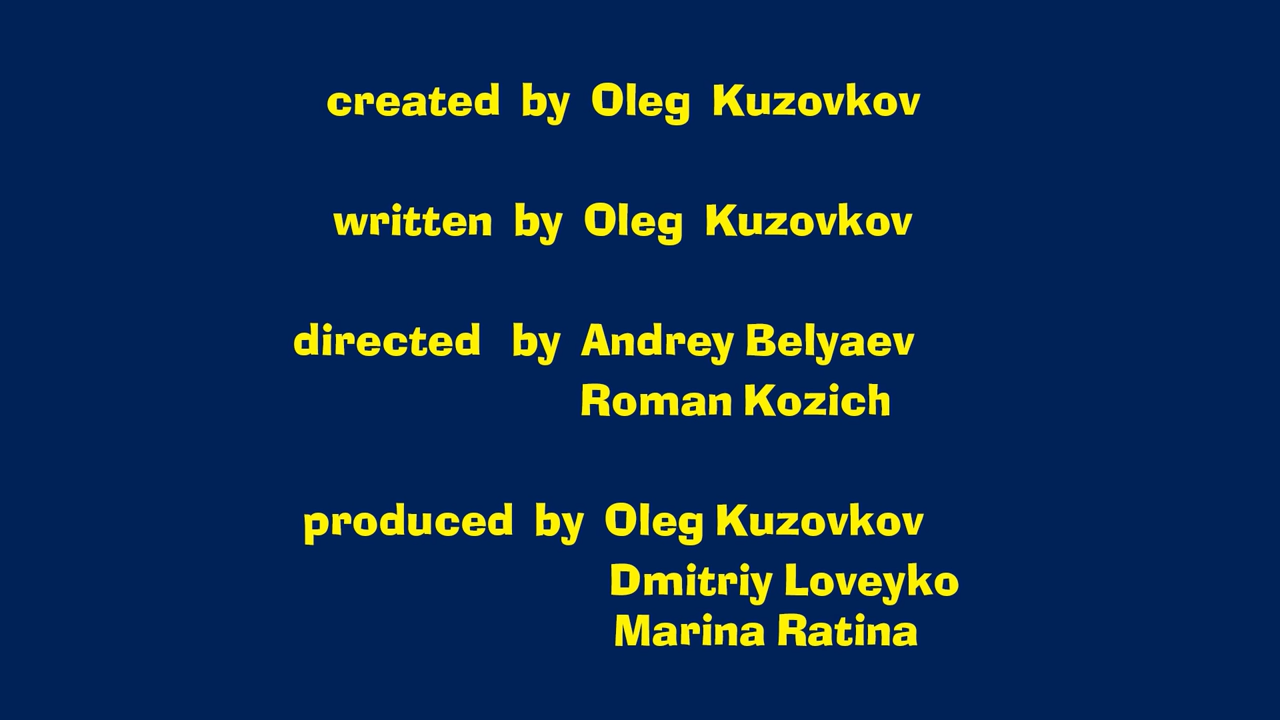 created by Oleg Kuzovkov
written by Oleg Kuzovkov
directed by Andrey Belyaev
Roman Kozich
produced by Oleg Kuzovkov
Dmitriy Loveyko
Marina Ratina